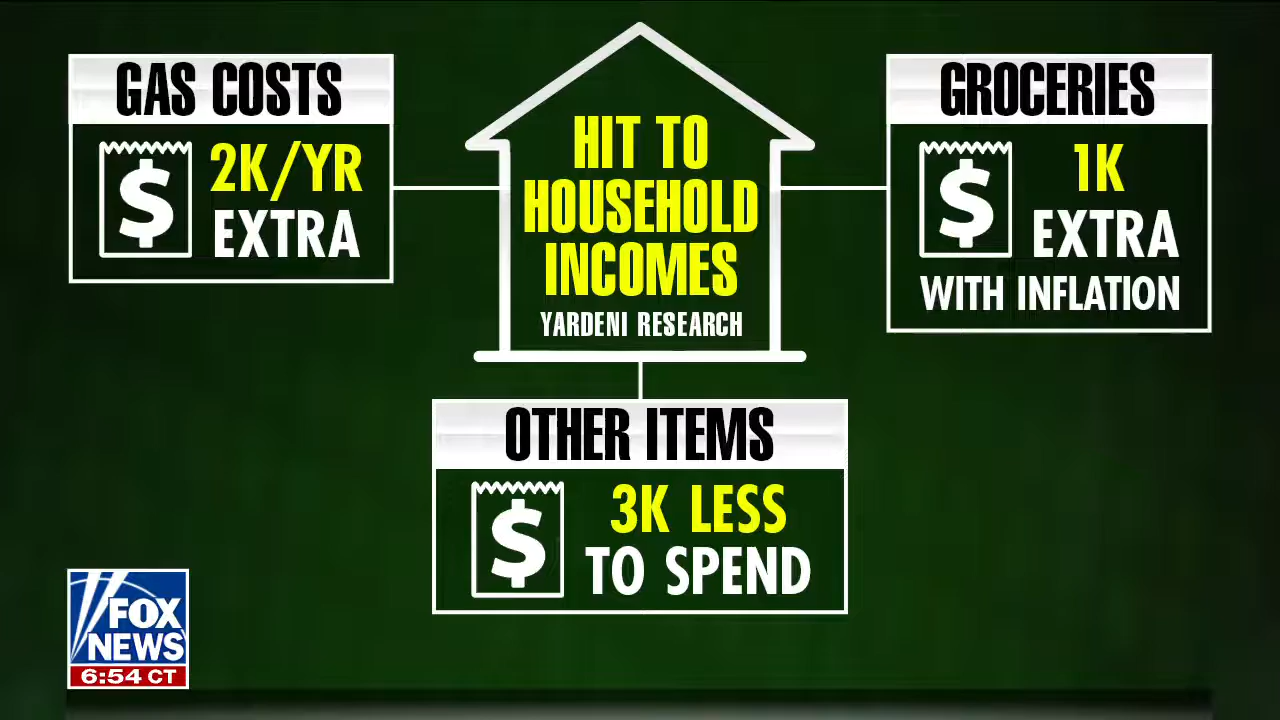 GAS COSTS
$ 2K/YR
EXTRA
HIT TO
HOUSEHOLD
INCOMES
YARDENI RESEARCH
GROCERIES
$ 1K
EXTRA
WITH INFLATION
OTHER ITEMS
$ 3K LESS
TO SPEND
FOX
NEWS
6:54 CT